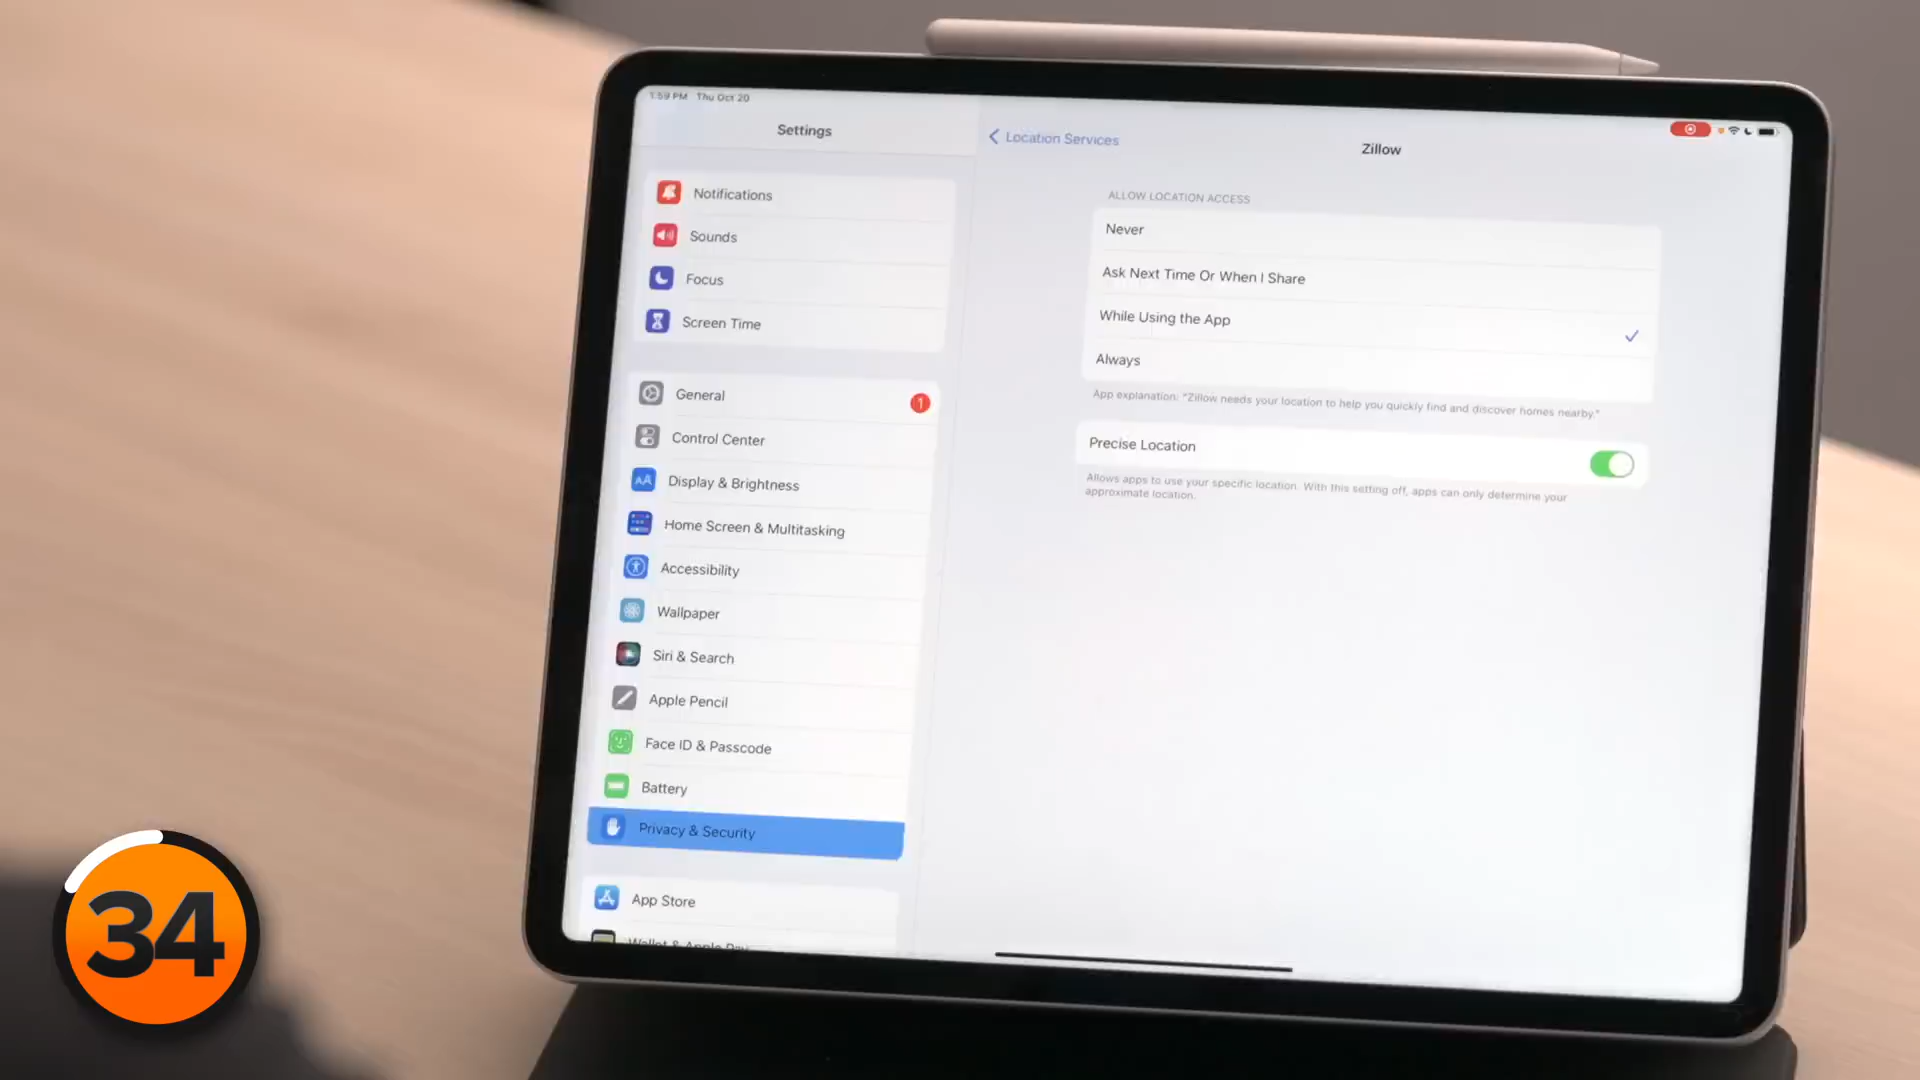 1:59 PM Thu Oct 20
Settings
Notifications
Sounds
Focus
Screen Time
General
1
Control Center
Display & Brightness
AA
Home Screen & Multitasking
Accessibility
Wallpaper
Siri & Search
Apple Pencil
Face ID & Passcode
Battery
Privacy & Security
App Store
Wallet & Apple Pay
Location Services
Zillow
ALLOW LOCATION ACCESS
Never
Ask Next Time Or When I Share
While Using the App
Always
App explanation: "Zillow needs your location to help you quickly find and discover homes nearby."
Precise Location
Allows apps to use your specific location. With this setting off, apps can only determine your
approximate location.
34